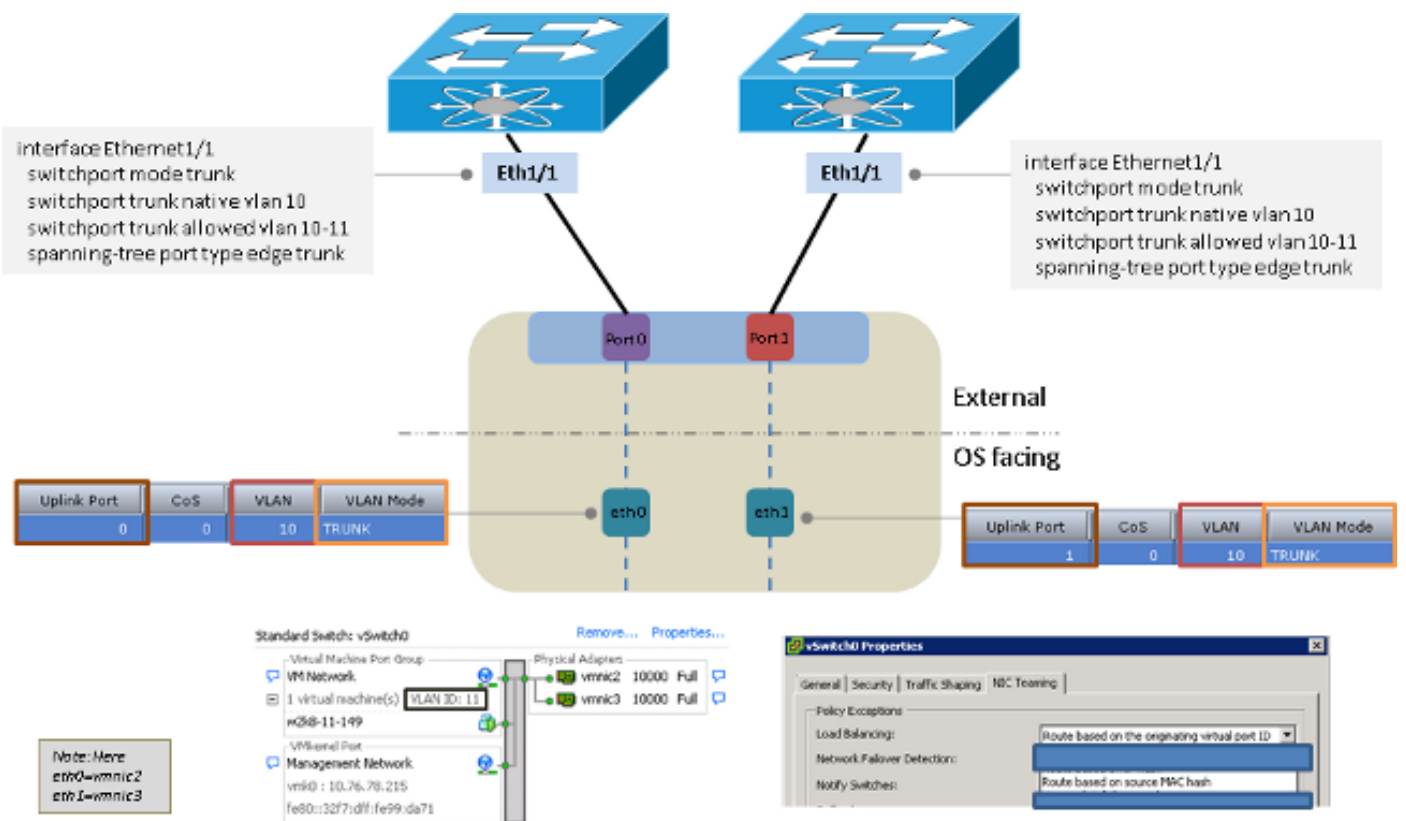 interface Ethernet1/1
switchport mode trunk
switchport trunk native vlan 10
switchport trunk allowed vlan 10-11
spanning-tree port type edge trunk
Eth1/1
Eth1/1
interface Ethernet1/1
switchport mode trunk
switchport trunk native vlan 10
switchport trunk allowed vlan 10-11
spanning-tree port type edge trunk
Port 0
Port 1
External
OS facing
Uplink Port CoS VLAN VLAN Mode
0 0 10 TRUNK
eth0
eth1
Uplink Port CoS VLAN VLAN Mode
1 0 10 TRUNK
Standard Switch: vSwitch0 Remove... Properties...
Virtual Machine Port Group
VM Network
1 virtual machine(s) VLAN ID: 11
w2k8-11-149
VMkernel Port
Management Network
vmk0 : 10.76.78.215
fe80::32f7:dff:fe99:da71
Physical Adapters
vmnic2 10000 Full
vmnic3 10000 Full
vSwitch0 Properties
General Security Traffic Shaping NIC Teaming
Policy Exceptions
Load Balancing: Route based on the originating virtual port ID
Network Failover Detection:
Notify Switches: Route based on source MAC hash
Note: Here
eth0=vmnic2
eth1=vmnic3